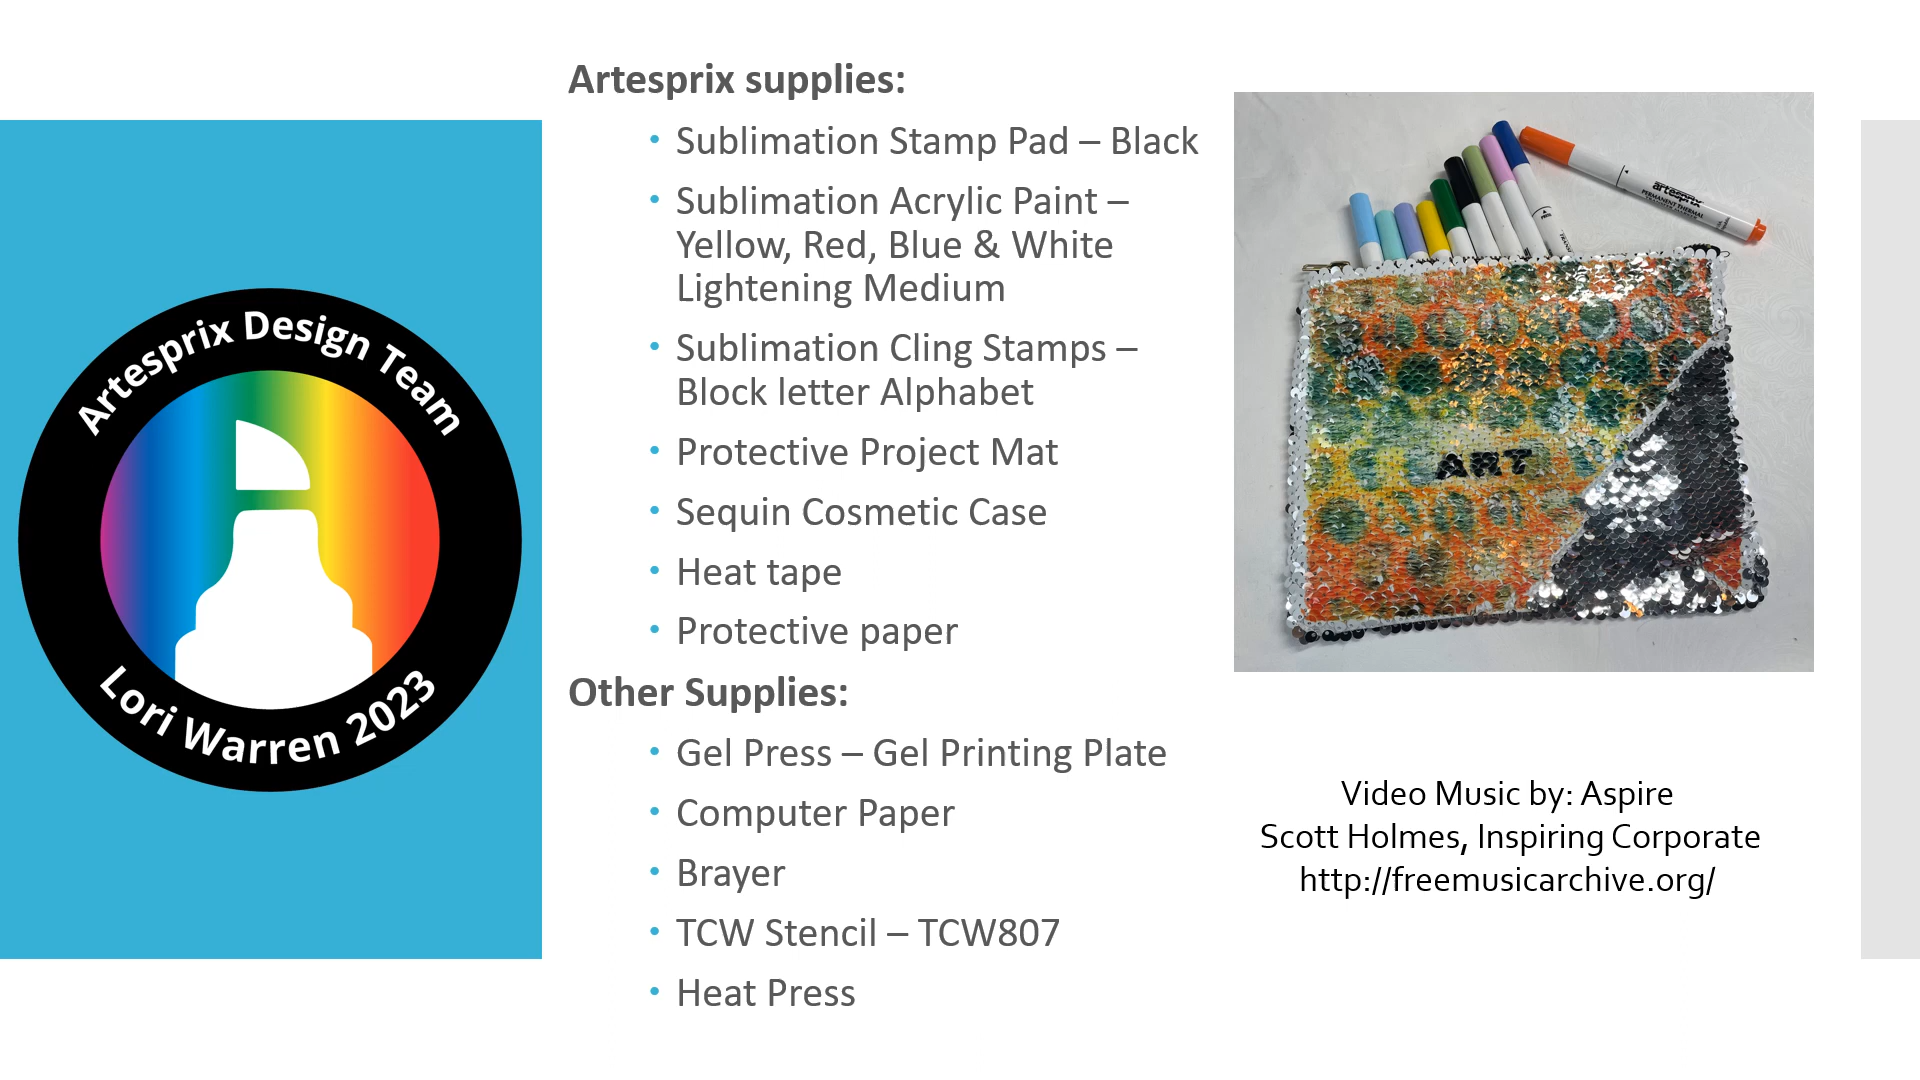 Artesprix Design Team
Lori Warren 2023
Artesprix supplies:
• Sublimation Stamp Pad – Black
• Sublimation Acrylic Paint –
Yellow, Red, Blue & White
Lightening Medium
• Sublimation Cling Stamps –
Block letter Alphabet
• Protective Project Mat
• Sequin Cosmetic Case
• Heat tape
• Protective paper
Other Supplies:
• Gel Press – Gel Printing Plate
• Computer Paper
• Brayer
• TCW Stencil – TCW807
• Heat Press
artesprix
PERMANENT THERMAL
ART
Video Music by: Aspire
Scott Holmes, Inspiring Corporate
http://freemusicarchive.org/